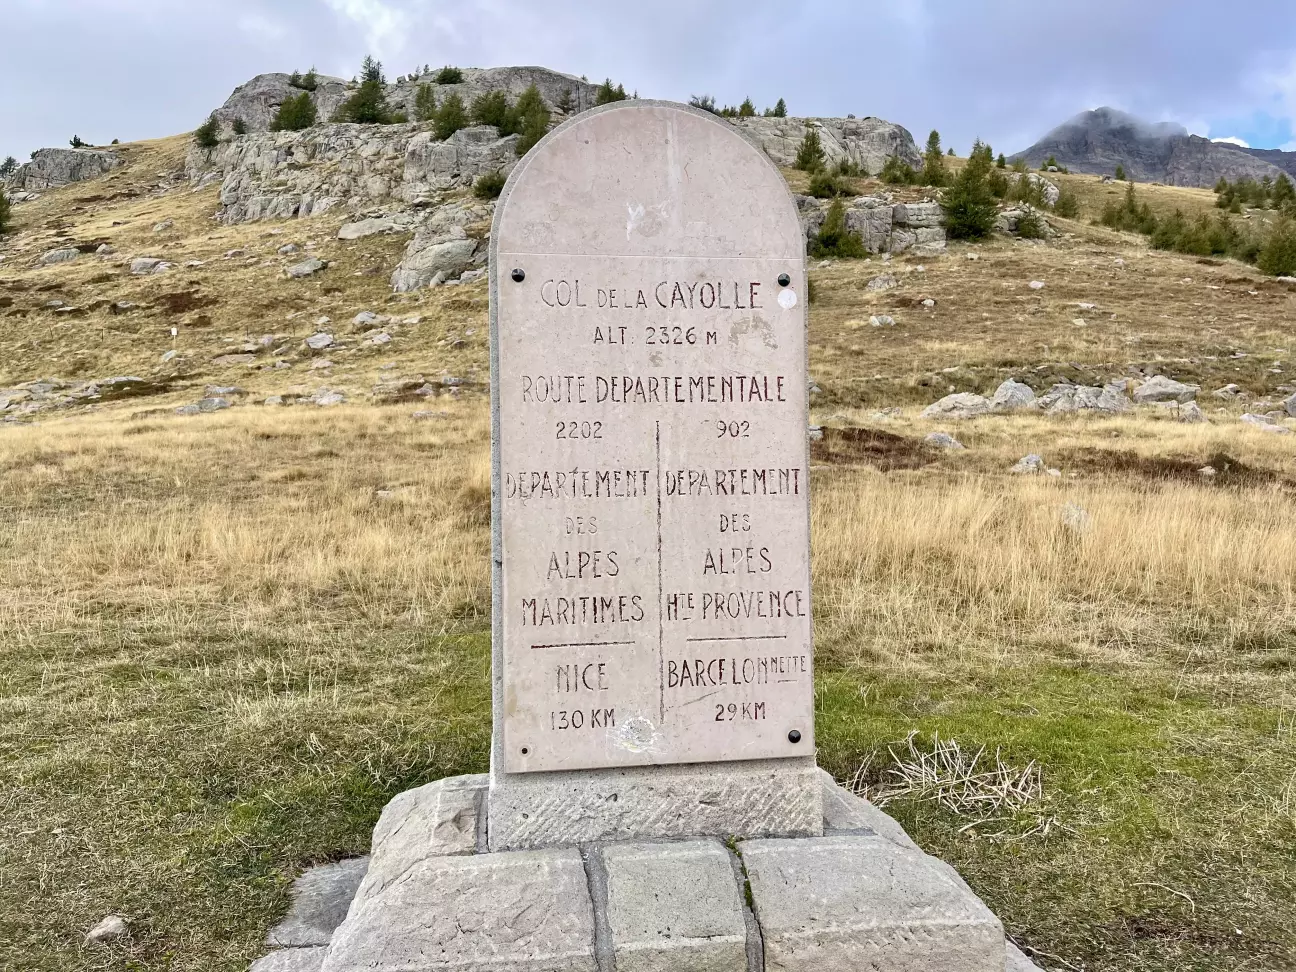 COL DE LA CAYOLLE
ALT. 2326 M
ROUTE DEPARTEMENTALE
2202
DEPARTEMENT
DES
ALPES
MARITIMES
NICE
130 KM
902
DEPARTEMENT
DES
ALPES
HTE PROVENCE
BARCELONNETTE
29 KM